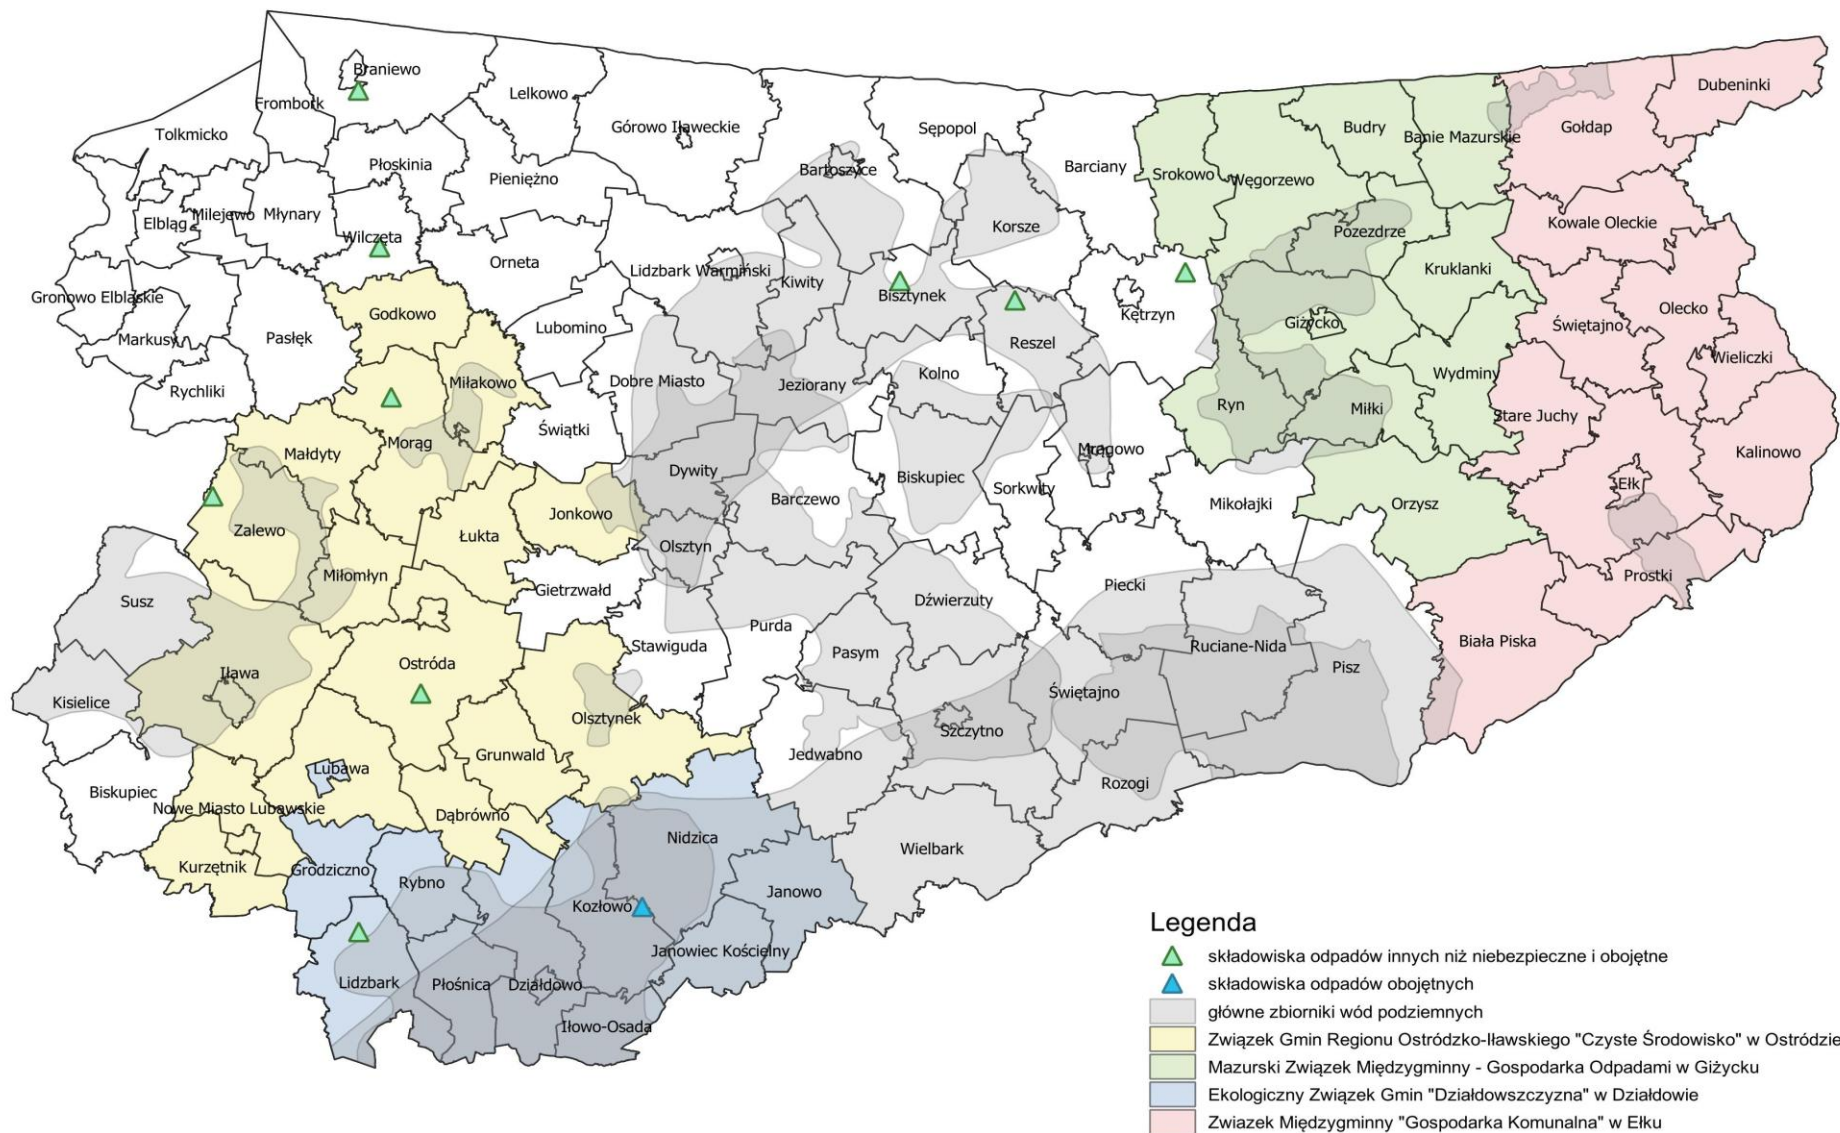 Braniewo
Frombork
Lelkowo
Dubeninki
Tolkmicko
Górowo Iławeckie
Sępopol
Budry
Banie Mazurskie
Gołdap
Płoskinia
Bartoszyce
Barciany
Srokowo
Węgorzewo
Pieniężno
Elbląg
Milejewo
Młynary
Wilczęta
Korsze
Pozezdrze
Kowale Oleckie
Orneta
Lidzbark Warmiński
Kiwity
Bisztynek
Kruklanki
Gronowo Elbląskie
Godkowo
Olecko
Markusy
Pasłęk
Lubomino
Kętrzyn
Giżycko
Świętajno
Reszel
Wieliczki
Rychliki
Miłakowo
Dobre Miasto
Jeziorany
Kolno
Wydminy
Ryn
Miłki
Stare Juchy
Świątki
Małdyty
Morąg
Mrągowo
Kalinowo
Dywity
Biskupiec
Barczewo
Sorkwity
Ełk
Mikołajki
Orzysz
Jonkowo
Zalewo
Łukta
Olsztyn
Miłomłyn
Prostki
Gietrzwałd
Piecki
Susz
Dźwierzuty
Purda
Biała Piska
Stawiguda
Ruciane-Nida
Pasym
Ostróda
Pisz
Iława
Świętajno
Kisielice
Olsztynek
Szczytno
Jedwabno
Grunwald
Lubawa
Rozogi
Biskupiec
Nowe Miasto Lubawskie
Dąbrówno
Nidzica
Wielbark
Kurzętnik
Grodziczno
Rybno
Janowo
Kozłowo
Janowiec Kościelny
Lidzbark
Płośnica
Działdowo
Iłowo-Osada
Legenda
składowiska odpadów innych niż niebezpieczne i obojętne
składowiska odpadów obojętnych
główne zbiorniki wód podziemnych
Związek Gmin Regionu Ostródzko-Iławskiego "Czyste Środowisko" w Ostródzie
Mazurski Związek Międzygminny - Gospodarka Odpadami w Giżycku
Ekologiczny Związek Gmin "Działdowszczyzna" w Działdowie
Zwiazek Międzygminny "Gospodarka Komunalna" w Ełku